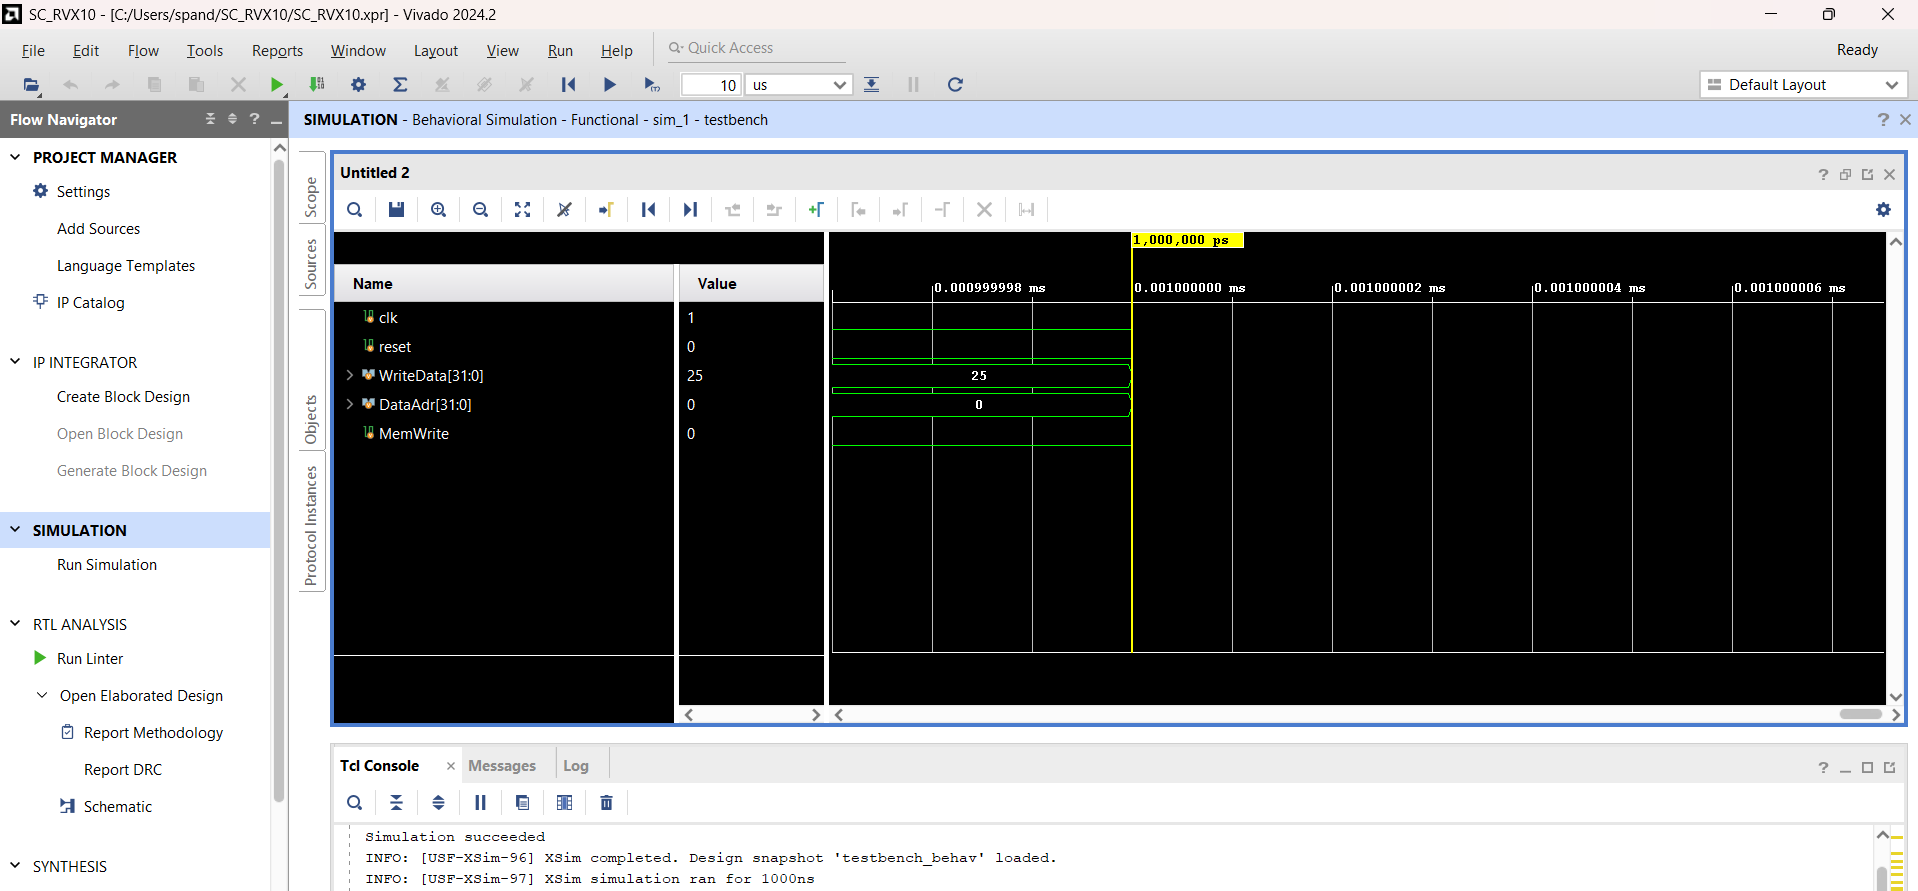 SC_RVX10 - [C:/Users/spand/SC_RVX10/SC_RVX10.xpr] - Vivado 2024.2
File Edit Flow Tools Reports Window Layout View Run Help Quick Access Ready
10 us Default Layout
Flow Navigator
SIMULATION - Behavioral Simulation - Functional - sim_1 - testbench
PROJECT MANAGER
Settings
Add Sources
Language Templates
IP Catalog
IP INTEGRATOR
Create Block Design
Open Block Design
Generate Block Design
SIMULATION
Run Simulation
RTL ANALYSIS
Run Linter
Open Elaborated Design
Report Methodology
Report DRC
Schematic
SYNTHESIS
Scope
Sources
Objects
Protocol Instances
Untitled 2
1,000,000 ps
Name Value
0.000999998 ms 0.001000000 ms 0.001000002 ms 0.001000004 ms 0.001000006 ms
clk 1
reset 0
WriteData[31:0] 25 25
DataAdr[31:0] 0 0
MemWrite 0
Tcl Console Messages Log
Simulation succeeded
INFO: [USF-XSim-96] XSim completed. Design snapshot 'testbench_behav' loaded.
INFO: [USF-XSim-97] XSim simulation ran for 1000ns